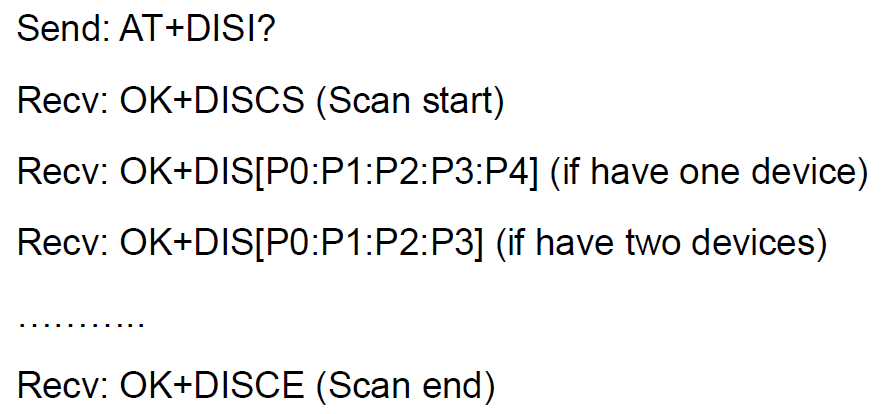 Send: AT+DISI?
Recv: OK+DISCS (Scan start)
Recv: OK+DIS[P0:P1:P2:P3:P4] (if have one device)
Recv: OK+DIS[P0:P1:P2:P3] (if have two devices)
………...
Recv: OK+DISCE (Scan end)